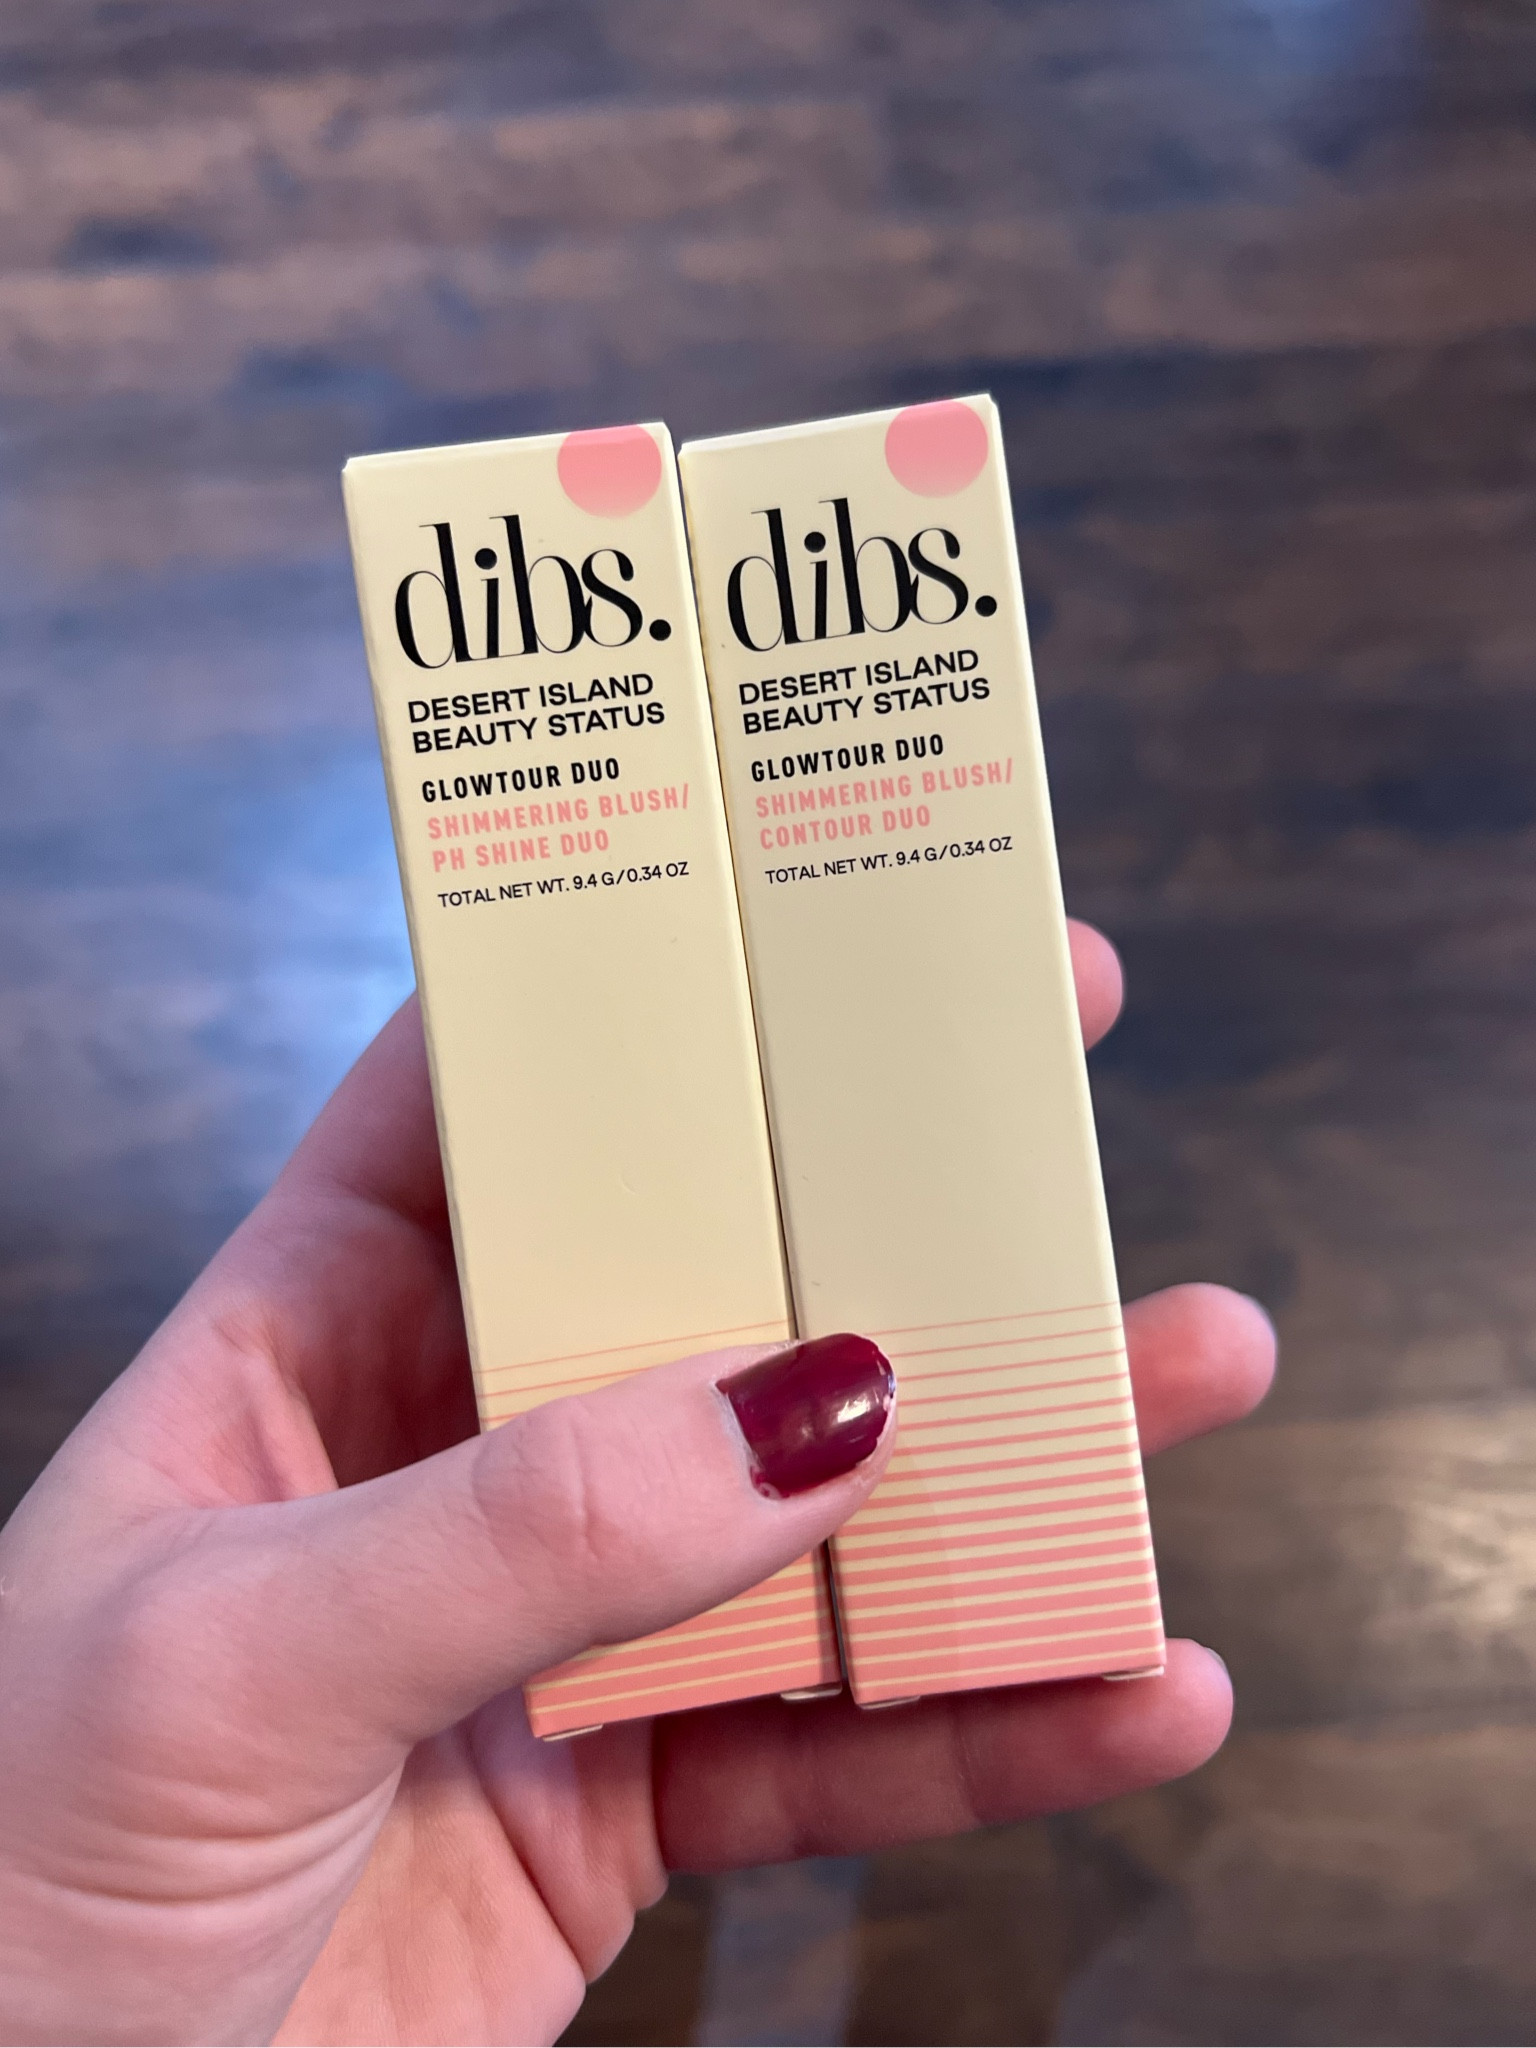 dibs.
DESERT ISLAND
BEAUTY STATUS
GLOWTOUR DUO
SHIMMERING BLUSH/
PH SHINE DUO
TOTAL NET WT. 9.4 G/0.34 OZ
dibs.
DESERT ISLAND
BEAUTY STATUS
GLOWTOUR DUO
SHIMMERING BLUSH/
CONTOUR DUO
TOTAL NET WT. 9.4 G/0.34 OZ